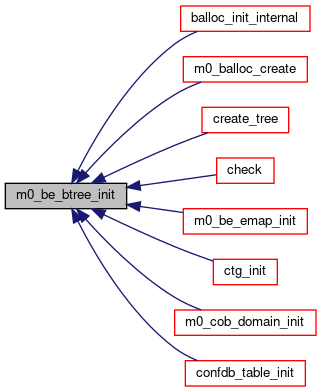 balloc_init_internal
m0_balloc_create
create_tree
check
m0_be_btree_init
m0_be_emap_init
ctg_init
m0_cob_domain_init
confdb_table_init